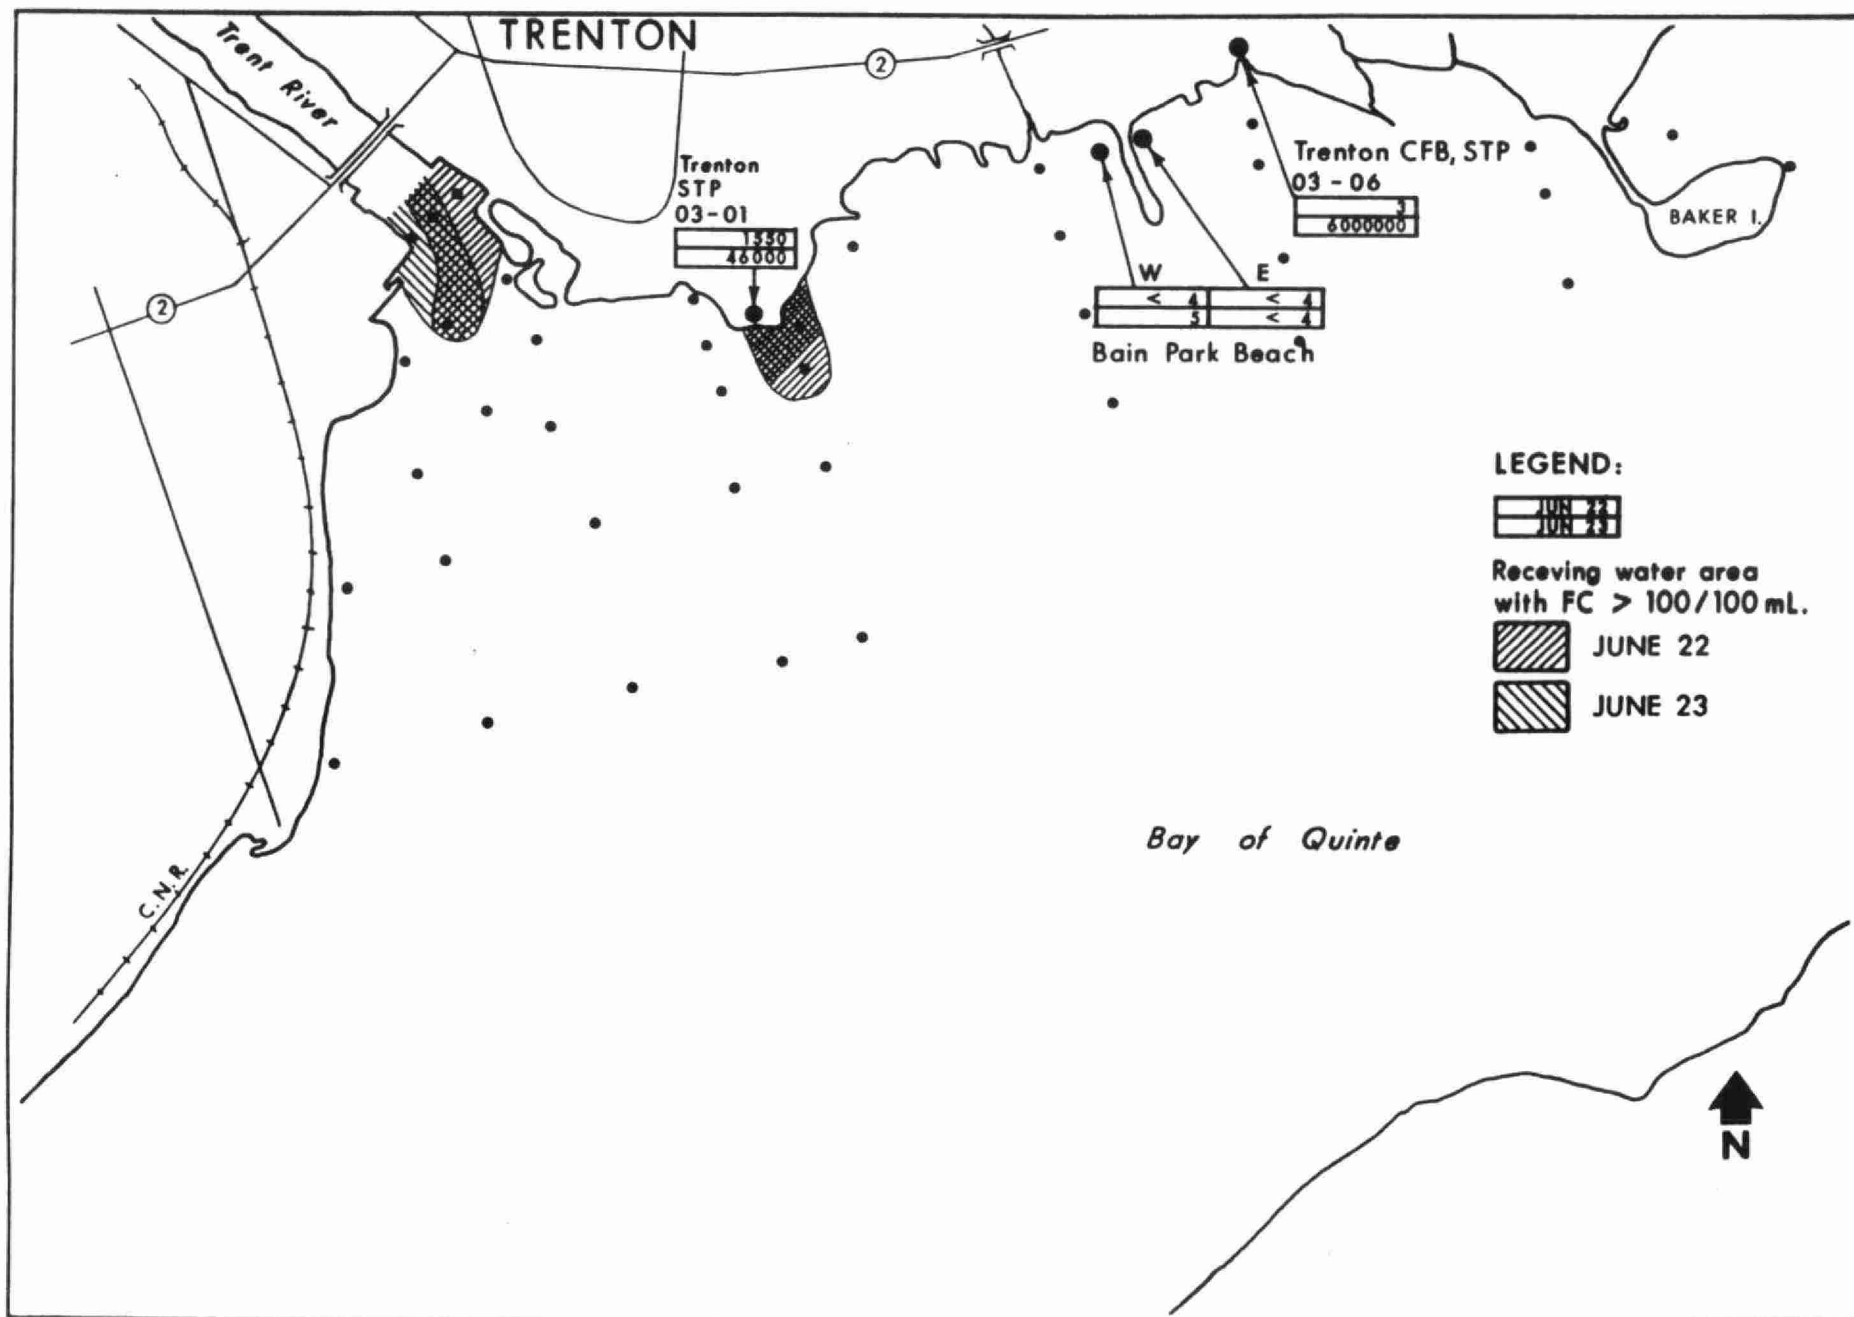 TRENTON
Trent River
2
Trenton
STP
03-01
1550
46000
Trenton CFB, STP
03-06
3
6000000
BAKER I.
W E
< 4 < 4
5 < 4
Bain Park Beach
2
LEGEND:
JUN 22
JUN 23
Receving water area
with FC > 100/100 mL.
JUNE 22
JUNE 23
Bay of Quinte
C.N.R.
N